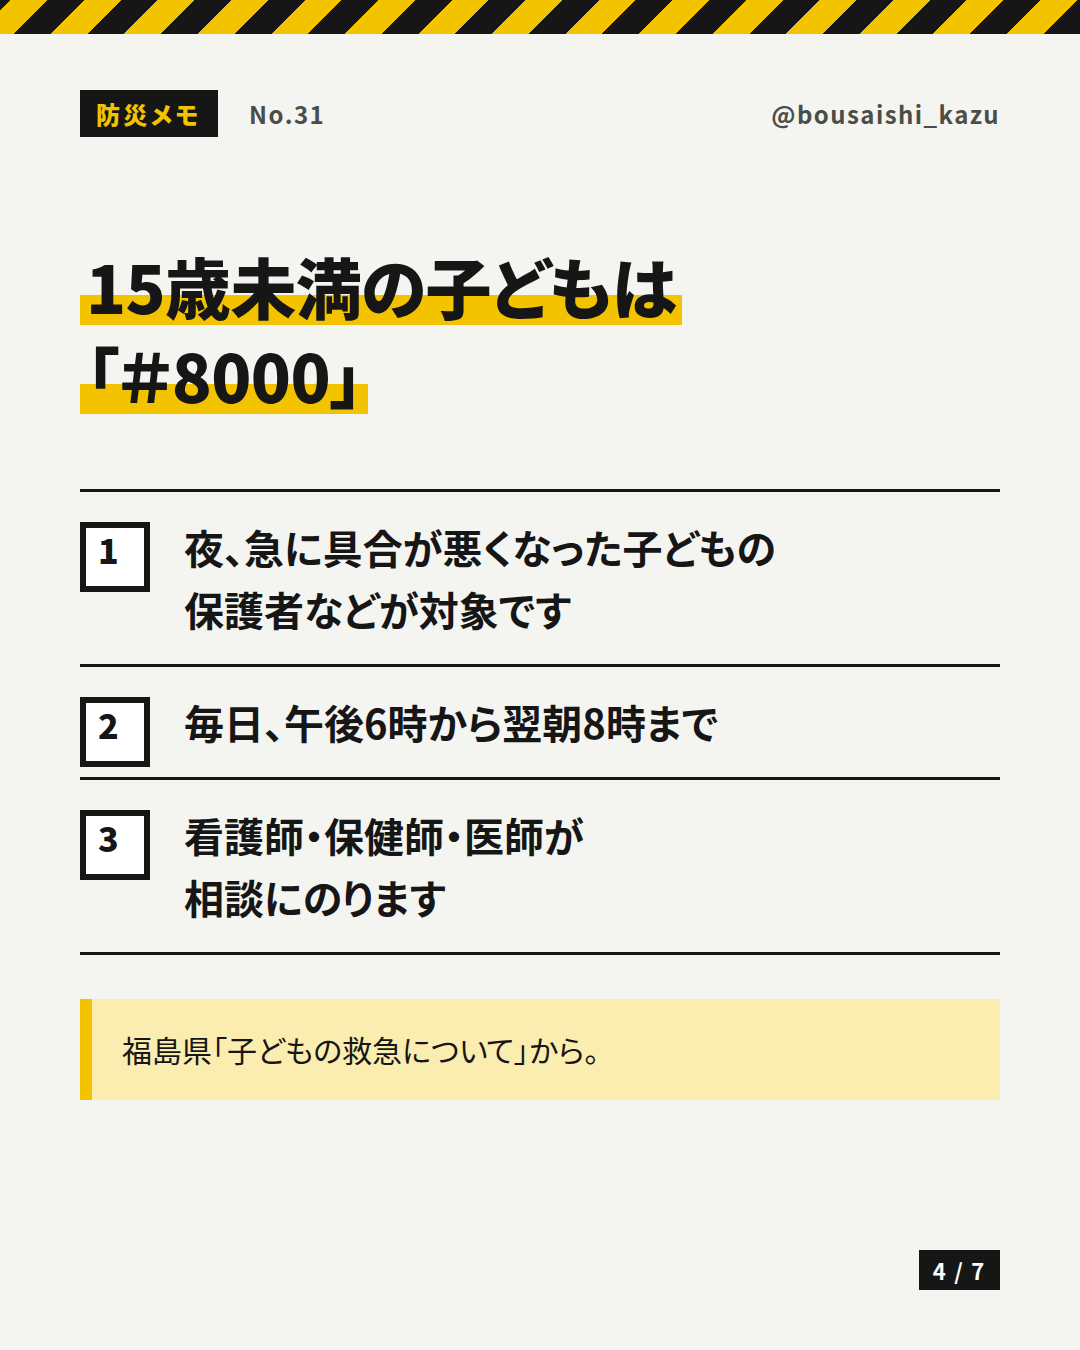 防災メモ No.31 @bousaishi_kazu
15歳未満の子どもは
「#8000」
1 夜、急に具合が悪くなった子どもの
保護者などが対象です
2 毎日、午後6時から翌朝8時まで
3 看護師・保健師・医師が
相談にのります
福島県「子どもの救急について」から。
4 / 7